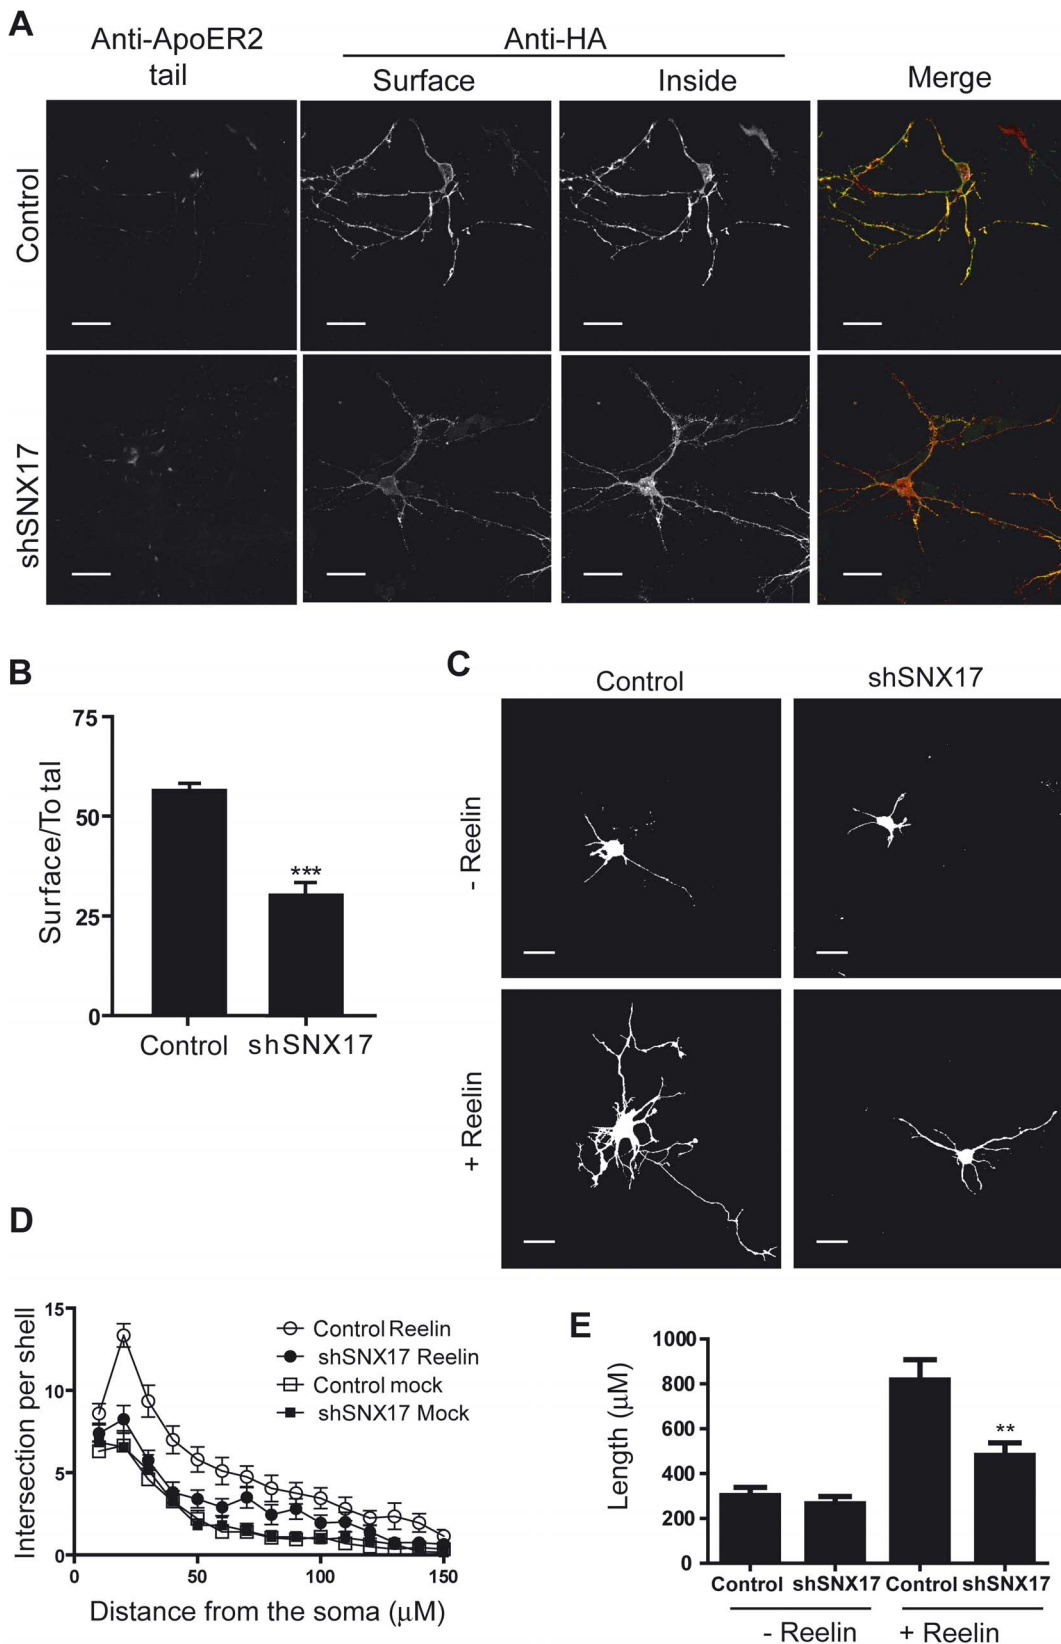 A
Anti-ApoER2
tail
Anti-HA
Surface
Inside
Merge
Control
shSNX17
B
75
50
25
0
Surface/Total
***
Control
shSNX17
C
Control
shSNX17
- Reelin
+ Reelin
D
15
10
5
0
Intersection per shell
Control Reelin
shSNX17 Reelin
Control mock
shSNX17 Mock
0
50
100
150
Distance from the soma (μM)
E
1000
800
600
400
200
0
Length (μM)
**
Control
shSNX17
Control
shSNX17
- Reelin
+ Reelin